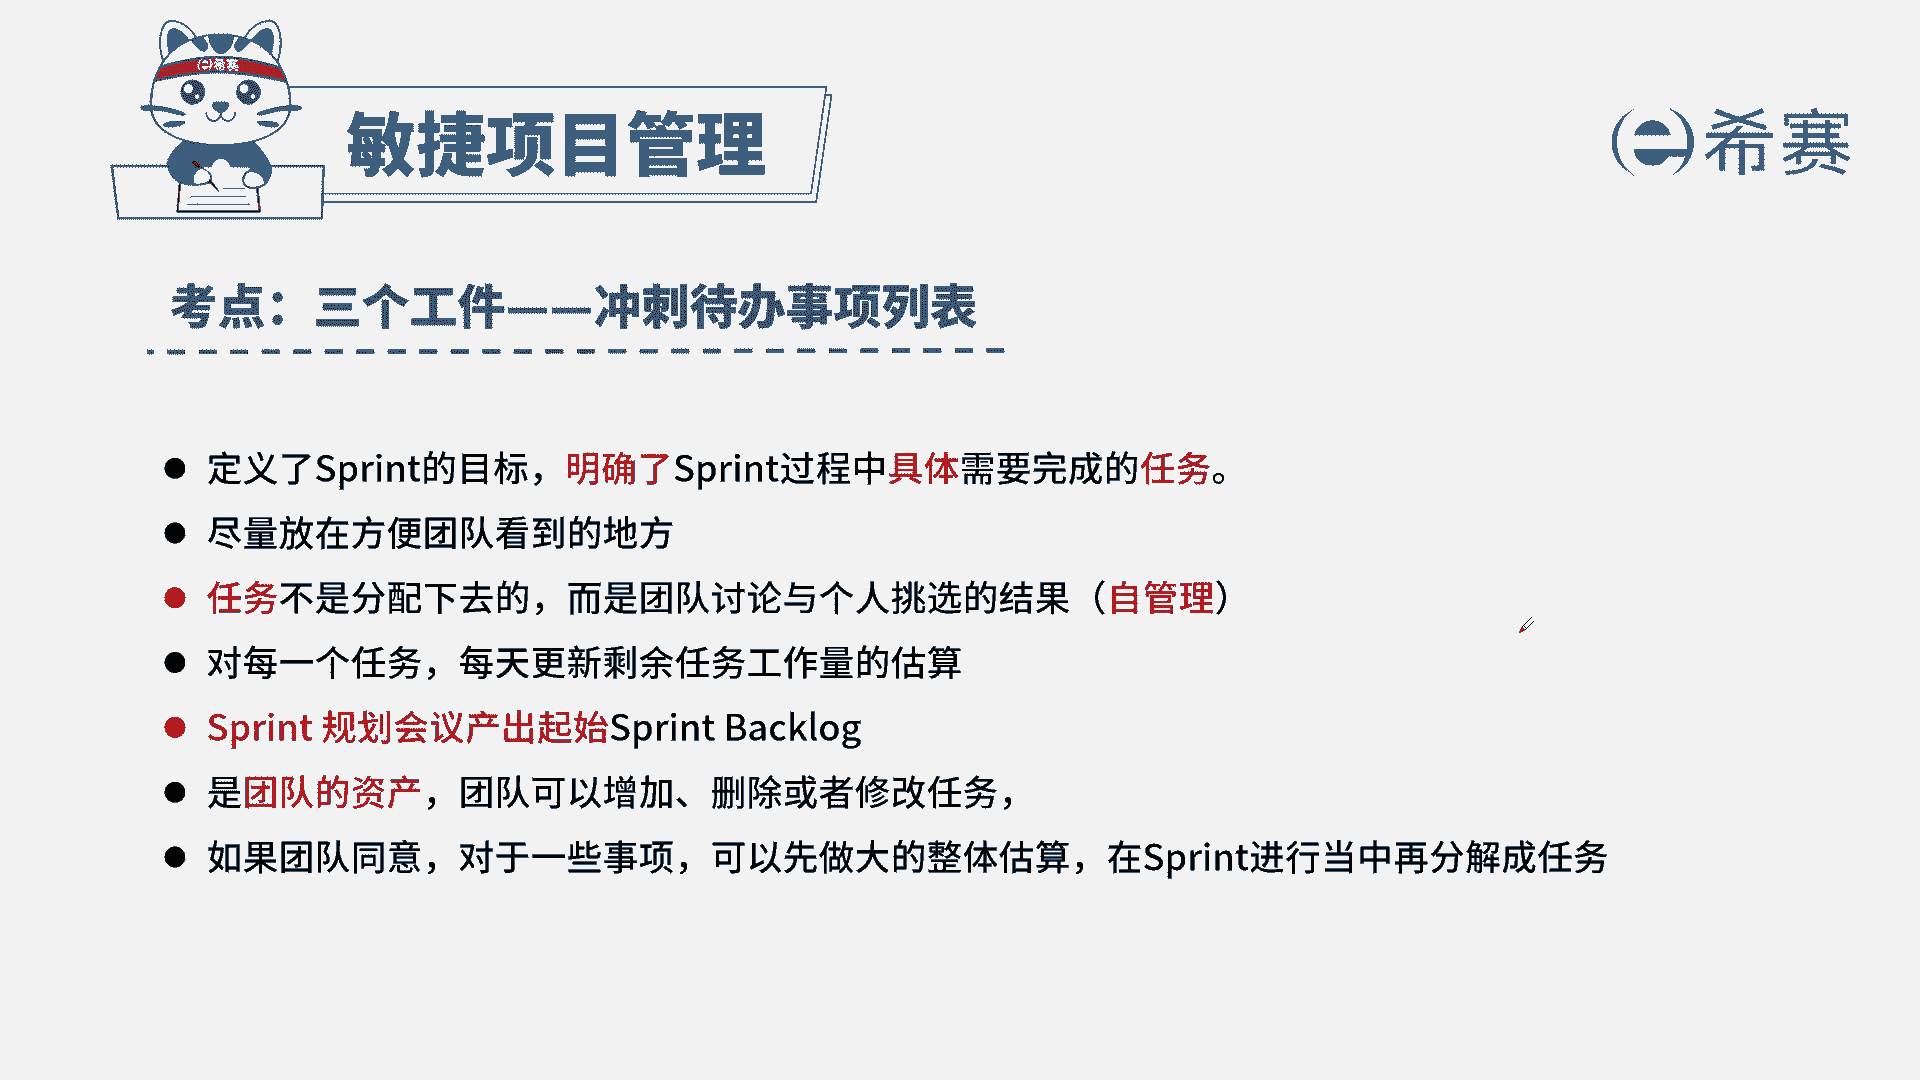 e希赛
敏捷项目管理
e希赛
考点：三个工件——冲刺待办事项列表
● 定义了Sprint的目标，明确了Sprint过程中具体需要完成的任务。
● 尽量放在方便团队看到的地方
● 任务不是分配下去的，而是团队讨论与个人挑选的结果（自管理）
● 对每一个任务，每天更新剩余任务工作量的估算
● Sprint 规划会议产出起始Sprint Backlog
● 是团队的资产，团队可以增加、删除或者修改任务，
● 如果团队同意，对于一些事项，可以先做大的整体估算，在Sprint进行当中再分解成任务